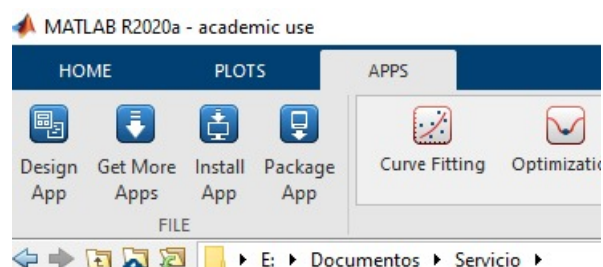 MATLAB R2020a - academic use
HOME PLOTS APPS
Design App
Get More Apps
Install App
Package App
Curve Fitting
Optimizatio
FILE
E: Documentos Servicio